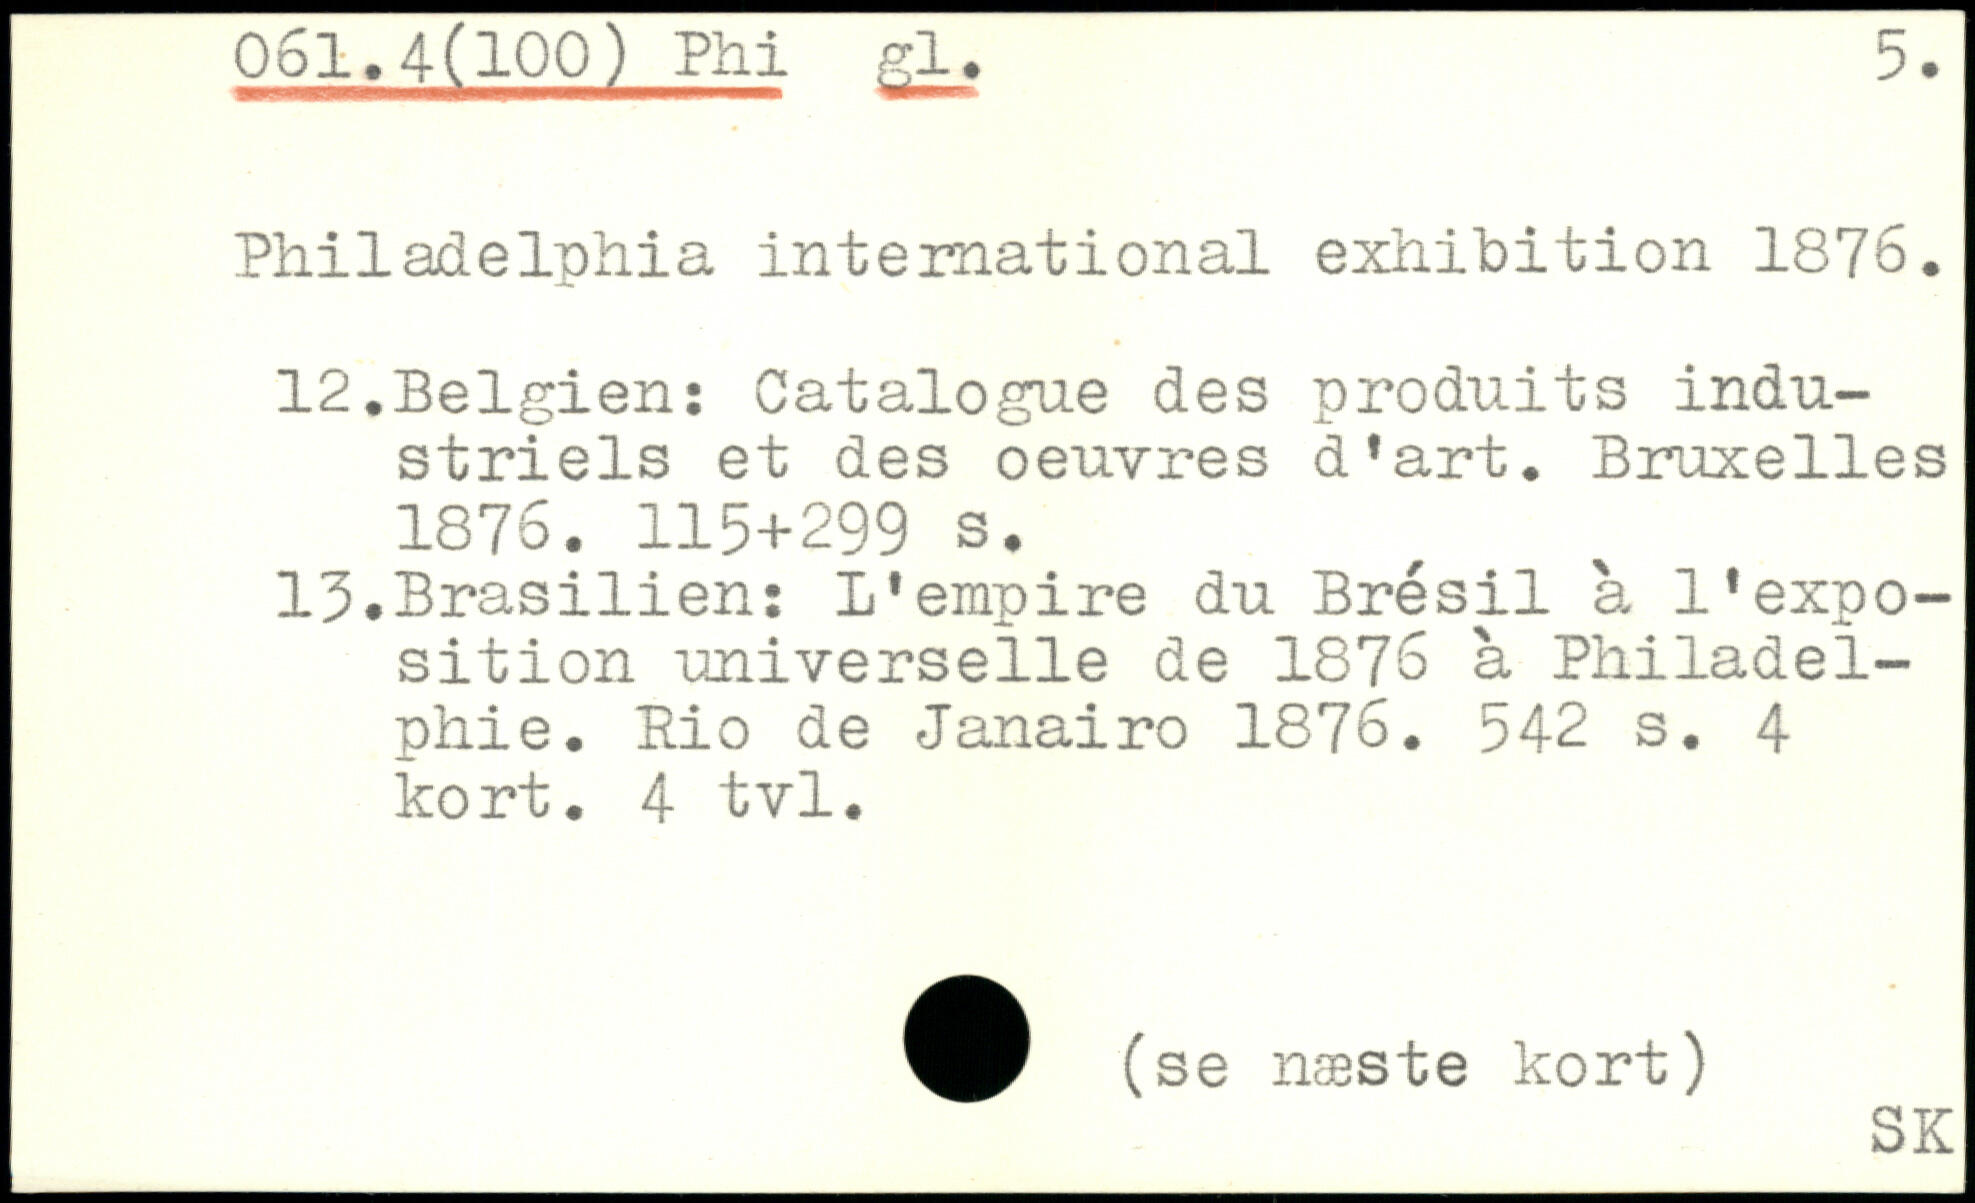 061.4(100) Phi gl. 5.
Philadelphia international exhibition 1876.
12.Belgien: Catalogue des produits indu-
striels et des oeuvres d'art. Bruxelles
1876. 115+299 s.
13.Brasilien: L'empire du Brésil à l'expo-
sition universelle de 1876 à Philadel-
phie. Rio de Janairo 1876. 542 s. 4
kort. 4 tvl.
(se næste kort)
SK